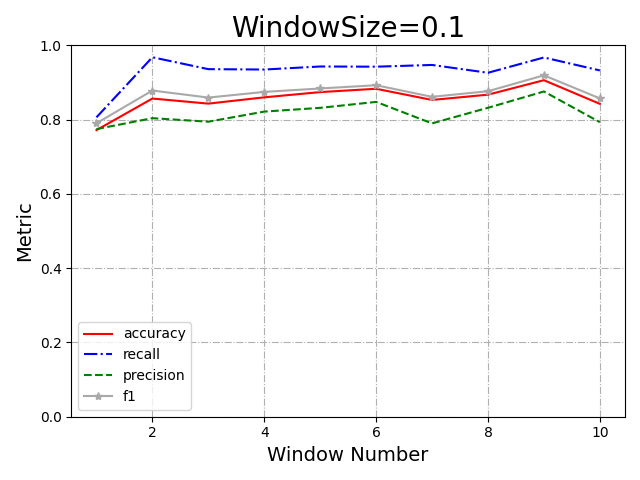 WindowSize=0.1
1.0
0.8
0.6
0.4
0.2
0.0
Metric
accuracy
recall
precision
f1
2 4 6 8 10
Window Number